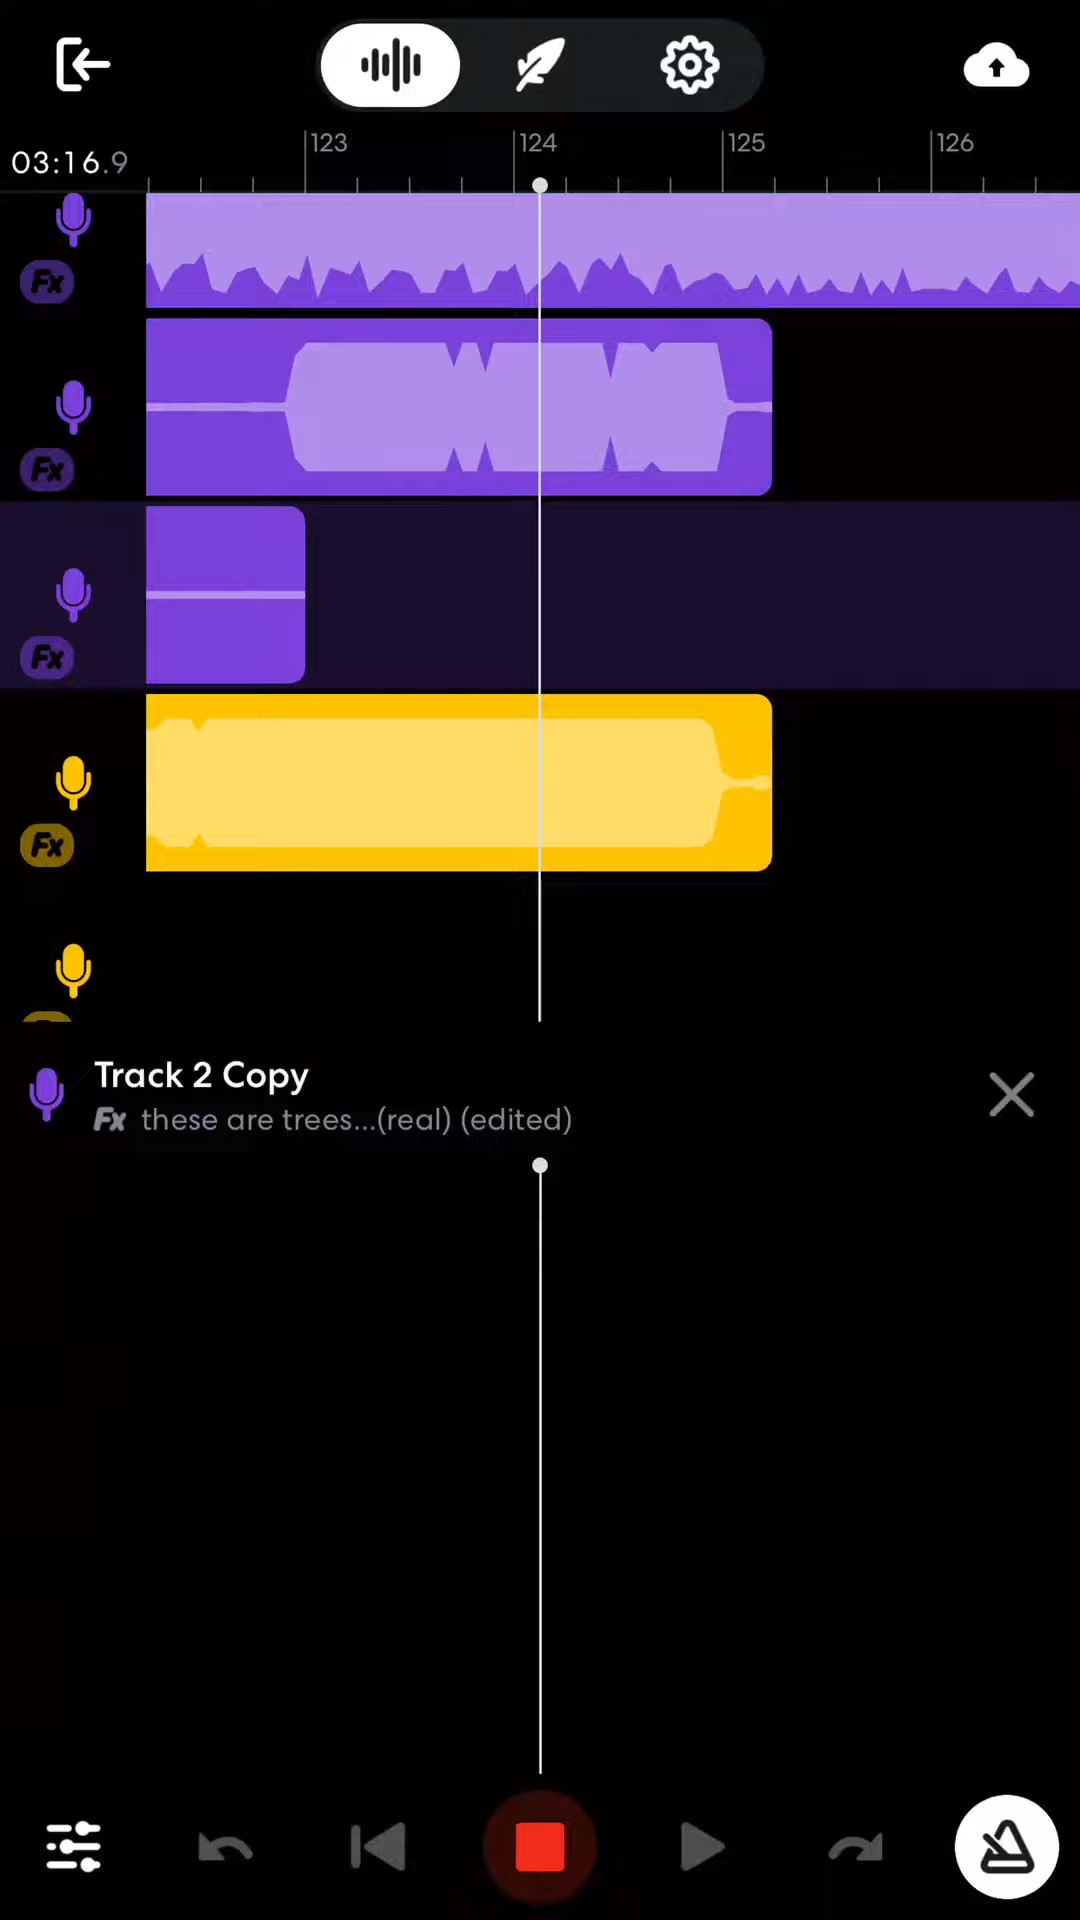 03:16.9
123
124
125
126
Fx
Fx
Fx
Fx
Track 2 Copy
Fx these are trees...(real) (edited)